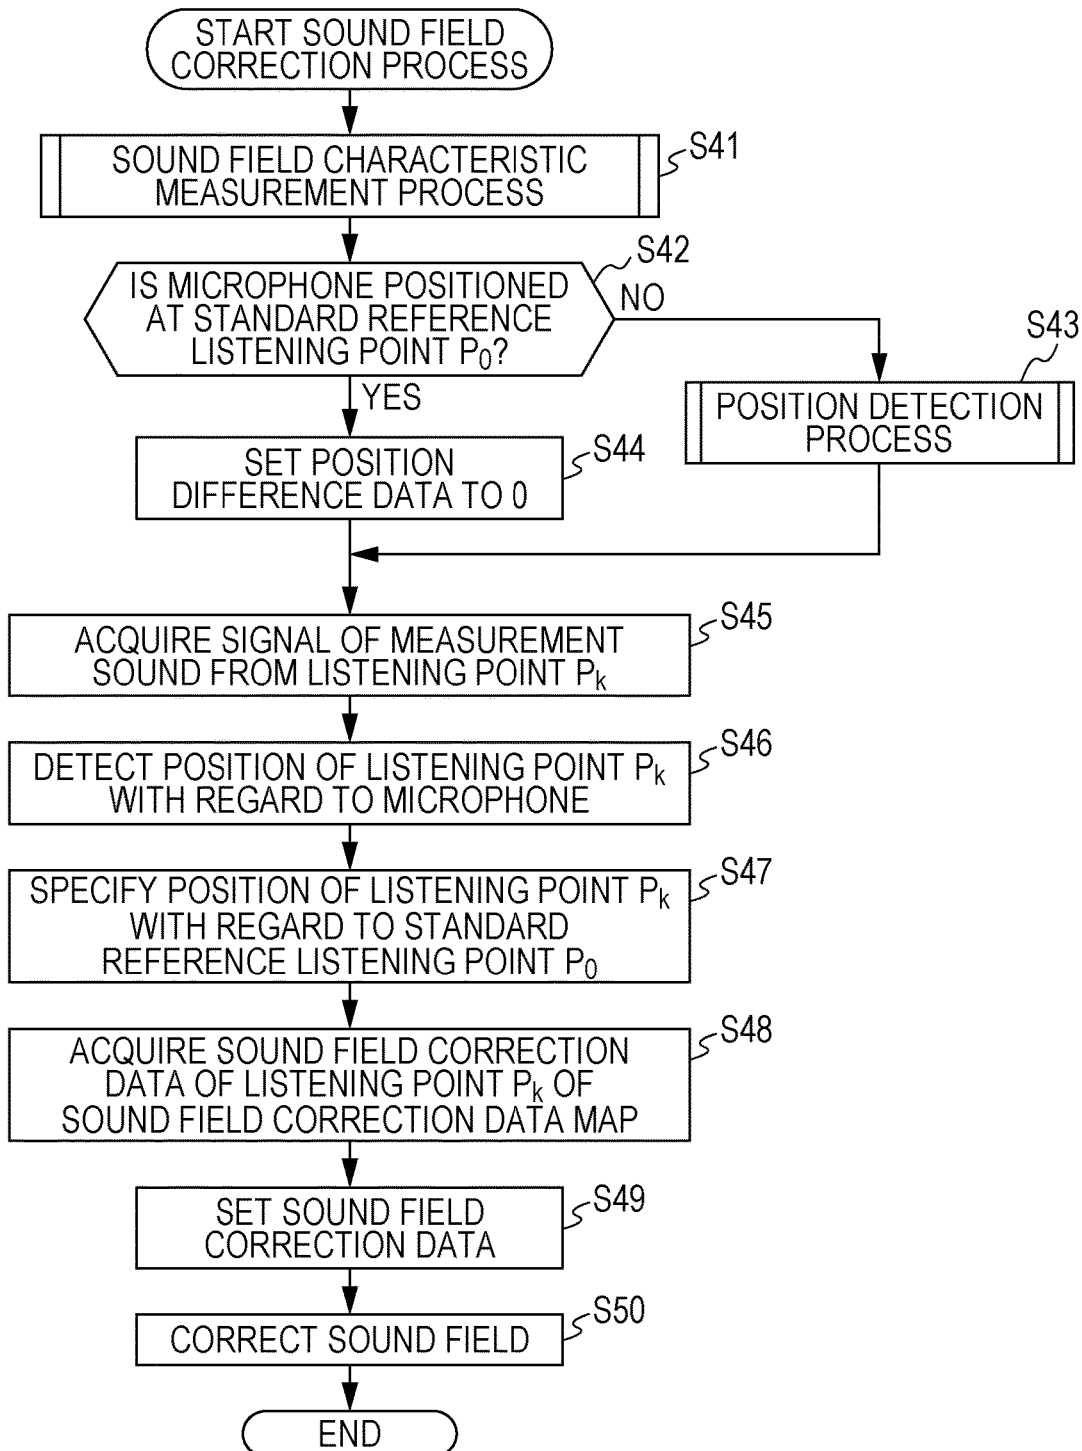 START SOUND FIELD
CORRECTION PROCESS
SOUND FIELD CHARACTERISTIC
MEASUREMENT PROCESS
S41
IS MICROPHONE POSITIONED
AT STANDARD REFERENCE
LISTENING POINT P0?
S42
NO
YES
S43
POSITION DETECTION
PROCESS
SET POSITION
DIFFERENCE DATA TO 0
S44
ACQUIRE SIGNAL OF MEASUREMENT
SOUND FROM LISTENING POINT Pk
S45
DETECT POSITION OF LISTENING POINT Pk
WITH REGARD TO MICROPHONE
S46
SPECIFY POSITION OF LISTENING POINT Pk
WITH REGARD TO STANDARD
REFERENCE LISTENING POINT P0
S47
ACQUIRE SOUND FIELD CORRECTION
DATA OF LISTENING POINT Pk OF
SOUND FIELD CORRECTION DATA MAP
S48
SET SOUND FIELD
CORRECTION DATA
S49
CORRECT SOUND FIELD
S50
END